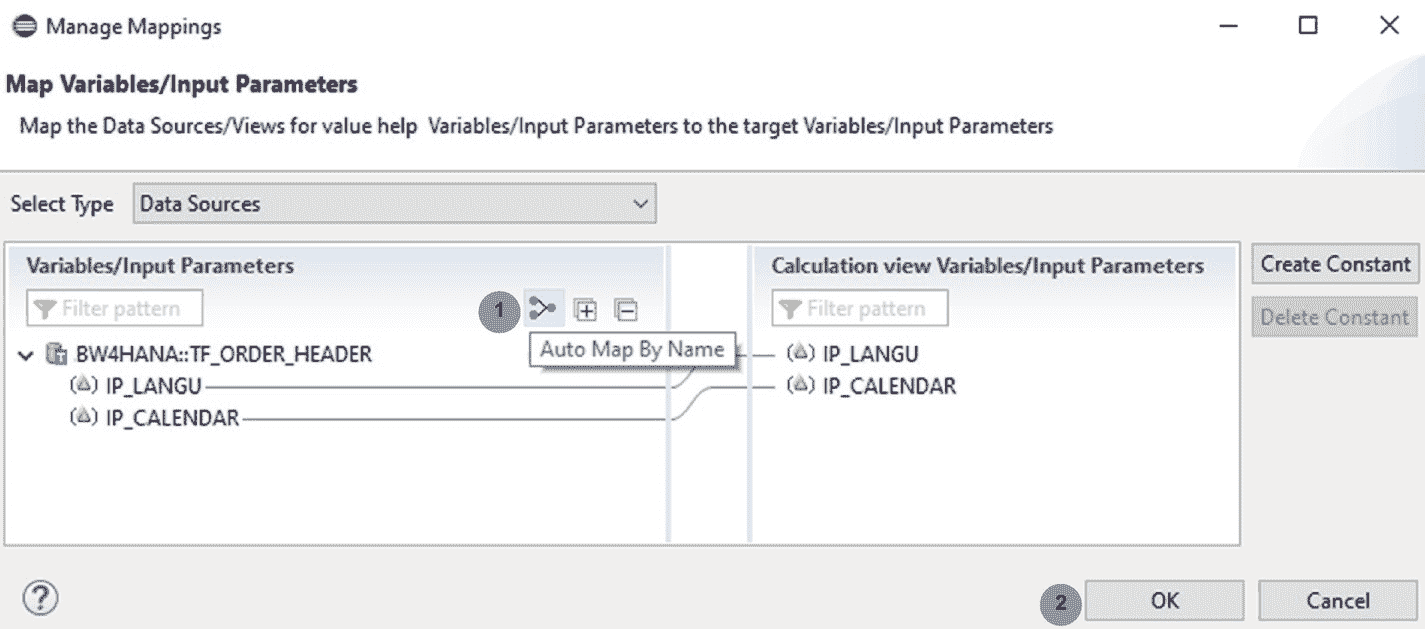 Manage Mappings
Map Variables/Input Parameters
Map the Data Sources/Views for value help Variables/Input Parameters to the target Variables/Input Parameters
Select Type Data Sources
Variables/Input Parameters
Filter pattern
1
Auto Map By Name
BW4HANA::TF_ORDER_HEADER
IP_LANGU
IP_CALENDAR
Calculation view Variables/Input Parameters
Filter pattern
IP_LANGU
IP_CALENDAR
Create Constant
Delete Constant
?
2
OK
Cancel